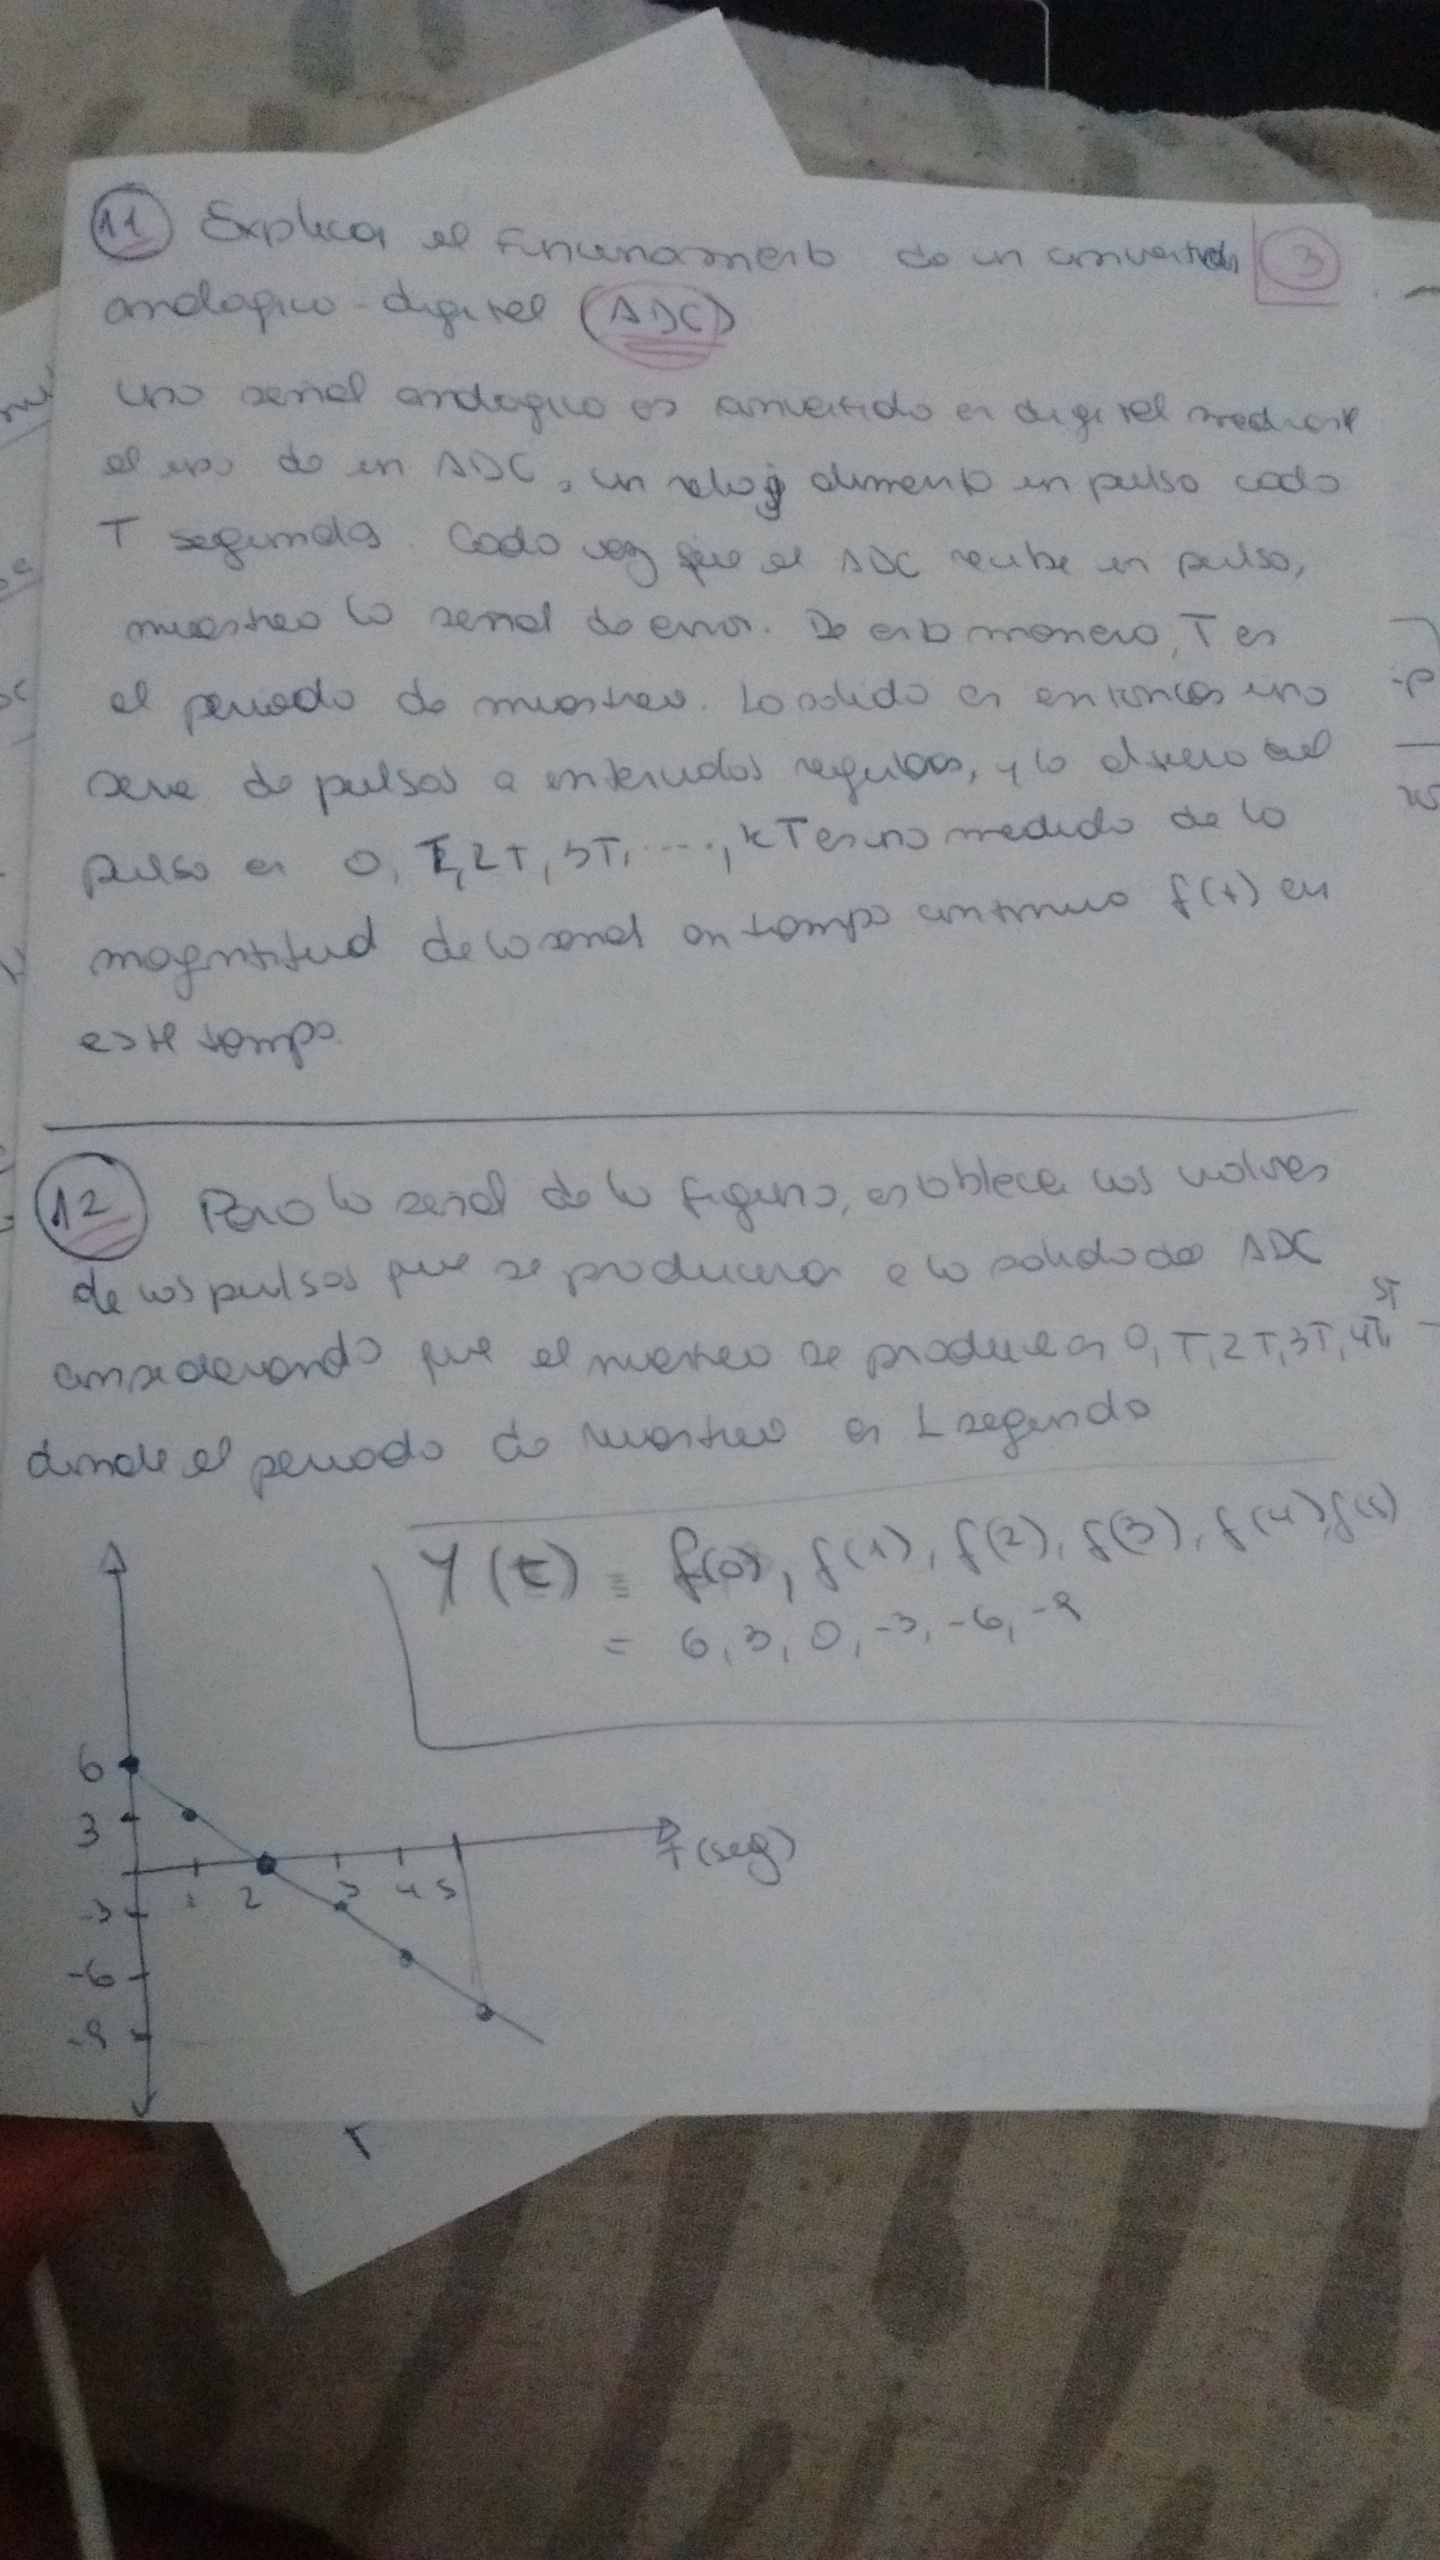 11 Explicar el funcionamiento de un convertidor 3
analogico-digital (ADC)
Una señal analogica es convertida en digital mediante
el uso de un ADC, un reloj alimenta un pulso cada
T segundos. Cada vez que el ADC recibe un pulso,
muestrea la señal de error. De esta manera, T es
el periodo de muestreo. La salida es entonces una
serie de pulsos a intervalos regulares, y la altura del
pulso en 0, T, 2T, 3T, ...., kT es una medida de la
magnitud de la señal en tiempo continuo f(t) en
este tiempo.
12 Para la señal de la figura, establecer los valores
de los pulsos que se produciran a la salida del ADC
5T
considerando que el muestreo se produce en 0, T, 2T, 3T, 4T,
donde el periodo de muestreo es 1 segundo
Y(t) = f(0), f(1), f(2), f(3), f(4), f(5)
= 6, 3, 0, -3, -6, -9
6
3
t(seg)
1 2 3 4 5
-3
-6
-9